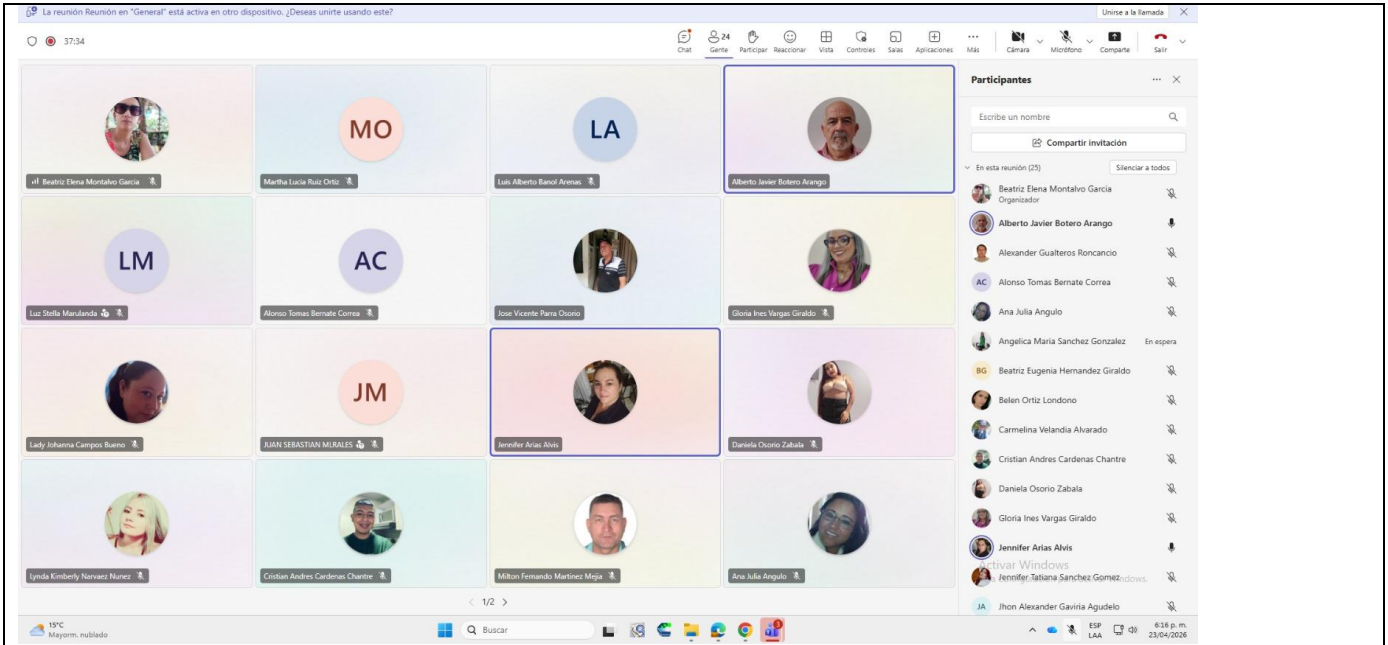 La reunión Reunión en "General" está activa en otro dispositivo. ¿Deseas unirte usando este?
Unirse a la llamada
37:34
24
Chat
Gente
Participar
Reaccionar
Vista
Controles
Salas
Aplicaciones
Más
Cámara
Micrófono
Comparte
Salir
MO
LA
Beatriz Elena Montalvo Garcia
Martha Lucia Ruiz Ortiz
Luis Alberto Banol Arenas
Alberto Javier Botero Arango
LM
AC
Luz Stella Marulanda
Alonso Tomas Bernate Correa
Jose Vicente Parra Osorio
Gloria Ines Vargas Giraldo
JM
Lady Johanna Campos Bueno
JUAN SEBASTIAN MLRALES
Jennifer Arias Alvis
Daniela Osorio Zabala
Lynda Kimberly Narvaez Nunez
Cristian Andres Cardenas Chantre
Milton Fernando Martinez Mejia
Ana Julia Angulo
1/2
Participantes
Escribe un nombre
Compartir invitación
En esta reunión (25)
Silenciar a todos
Beatriz Elena Montalvo Garcia
Organizador
Alberto Javier Botero Arango
Alexander Gualteros Roncancio
AC Alonso Tomas Bernate Correa
Ana Julia Angulo
Angelica Maria Sanchez Gonzalez En espera
BG Beatriz Eugenia Hernandez Giraldo
Belen Ortiz Londono
Carmelina Velandia Alvarado
Cristian Andres Cardenas Chantre
Daniela Osorio Zabala
Gloria Ines Vargas Giraldo
Jennifer Arias Alvis
Activar Windows
Jennifer Tatiana Sanchez Gomez
JA Jhon Alexander Gaviria Agudelo
15°C
Mayorm. nublado
Buscar
3
ESP
LAA
6:16 p. m.
23/04/2026